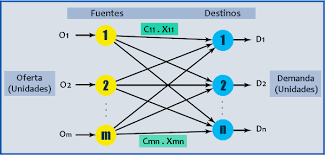 Fuentes
Destinos
C11 . X11
O1
1
1
D1
Oferta
(Unidades)
O2
2
2
D2
Demanda
(Unidades)
Om
m
n
Dn
Cmn . Xmn